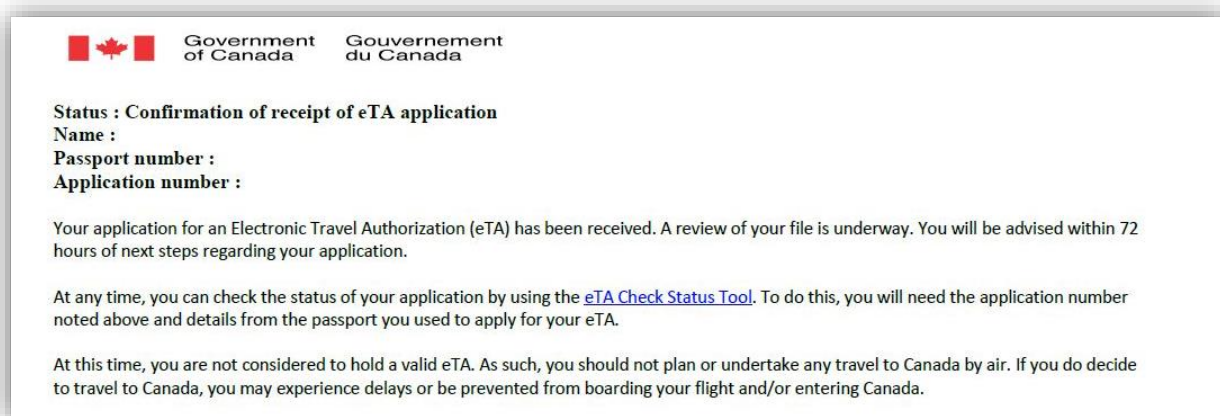 Government Gouvernement
of Canada du Canada
Status : Confirmation of receipt of eTA application
Name :
Passport number :
Application number :
Your application for an Electronic Travel Authorization (eTA) has been received. A review of your file is underway. You will be advised within 72
hours of next steps regarding your application.
At any time, you can check the status of your application by using the eTA Check Status Tool. To do this, you will need the application number
noted above and details from the passport you used to apply for your eTA.
At this time, you are not considered to hold a valid eTA. As such, you should not plan or undertake any travel to Canada by air. If you do decide
to travel to Canada, you may experience delays or be prevented from boarding your flight and/or entering Canada.